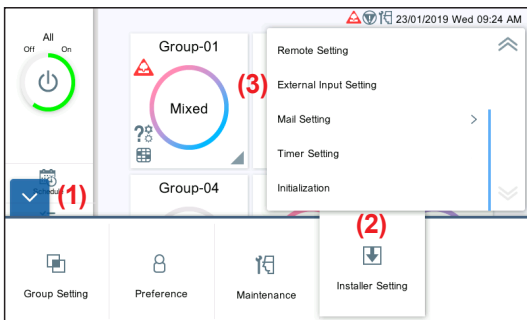 23/01/2019 Wed 09:24 AM
All
Off On
Group-01
(3)
Mixed
Remote Setting
External Input Setting
Mail Setting >
Timer Setting
Initialization
(1)
Group-04
(2)
Group Setting
Preference
Maintenance
Installer Setting